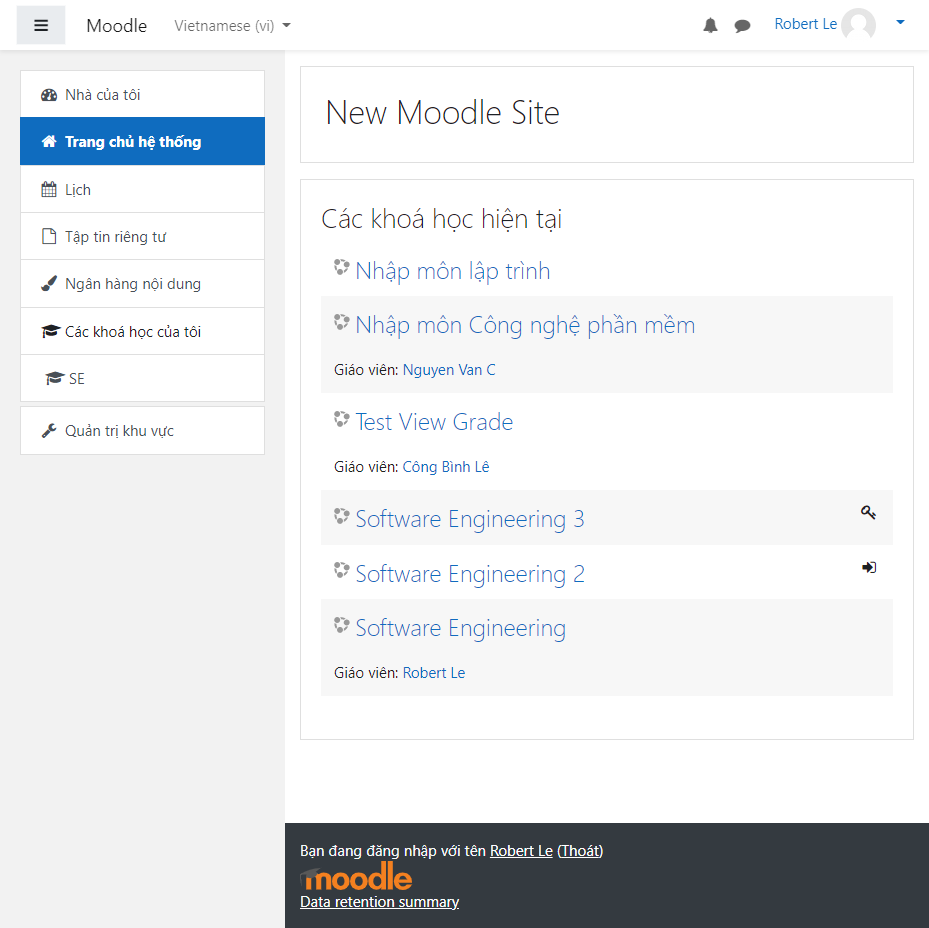 Moodle
Vietnamese (vi)
Robert Le
Nhà của tôi
Trang chủ hệ thống
Lịch
Tập tin riêng tư
Ngân hàng nội dung
Các khoá học của tôi
SE
Quản trị khu vực
New Moodle Site
Các khoá học hiện tại
Nhập môn lập trình
Nhập môn Công nghệ phần mềm
Giáo viên: Nguyen Van C
Test View Grade
Giáo viên: Công Bình Lê
Software Engineering 3
Software Engineering 2
Software Engineering
Giáo viên: Robert Le
Bạn đang đăng nhập với tên Robert Le (Thoát)
moodle
Data retention summary